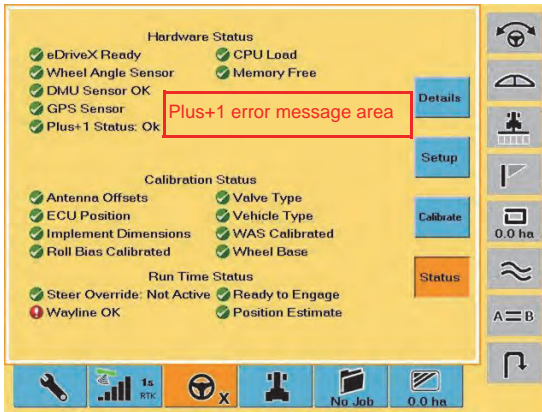 Hardware Status
eDriveX Ready
CPU Load
Wheel Angle Sensor
Memory Free
DMU Sensor OK
GPS Sensor
Plus+1 Status: Ok
Plus+1 error message area
Details
Setup
Calibration Status
Antenna Offsets
Valve Type
ECU Position
Vehicle Type
Implement Dimensions
WAS Calibrated
Roll Bias Calibrated
Wheel Base
Calibrate
0.0 ha
Run Time Status
Steer Override: Not Active
Ready to Engage
Wayline OK
Position Estimate
Status
A=B
1s
RTK
X
No Job
0.0 ha